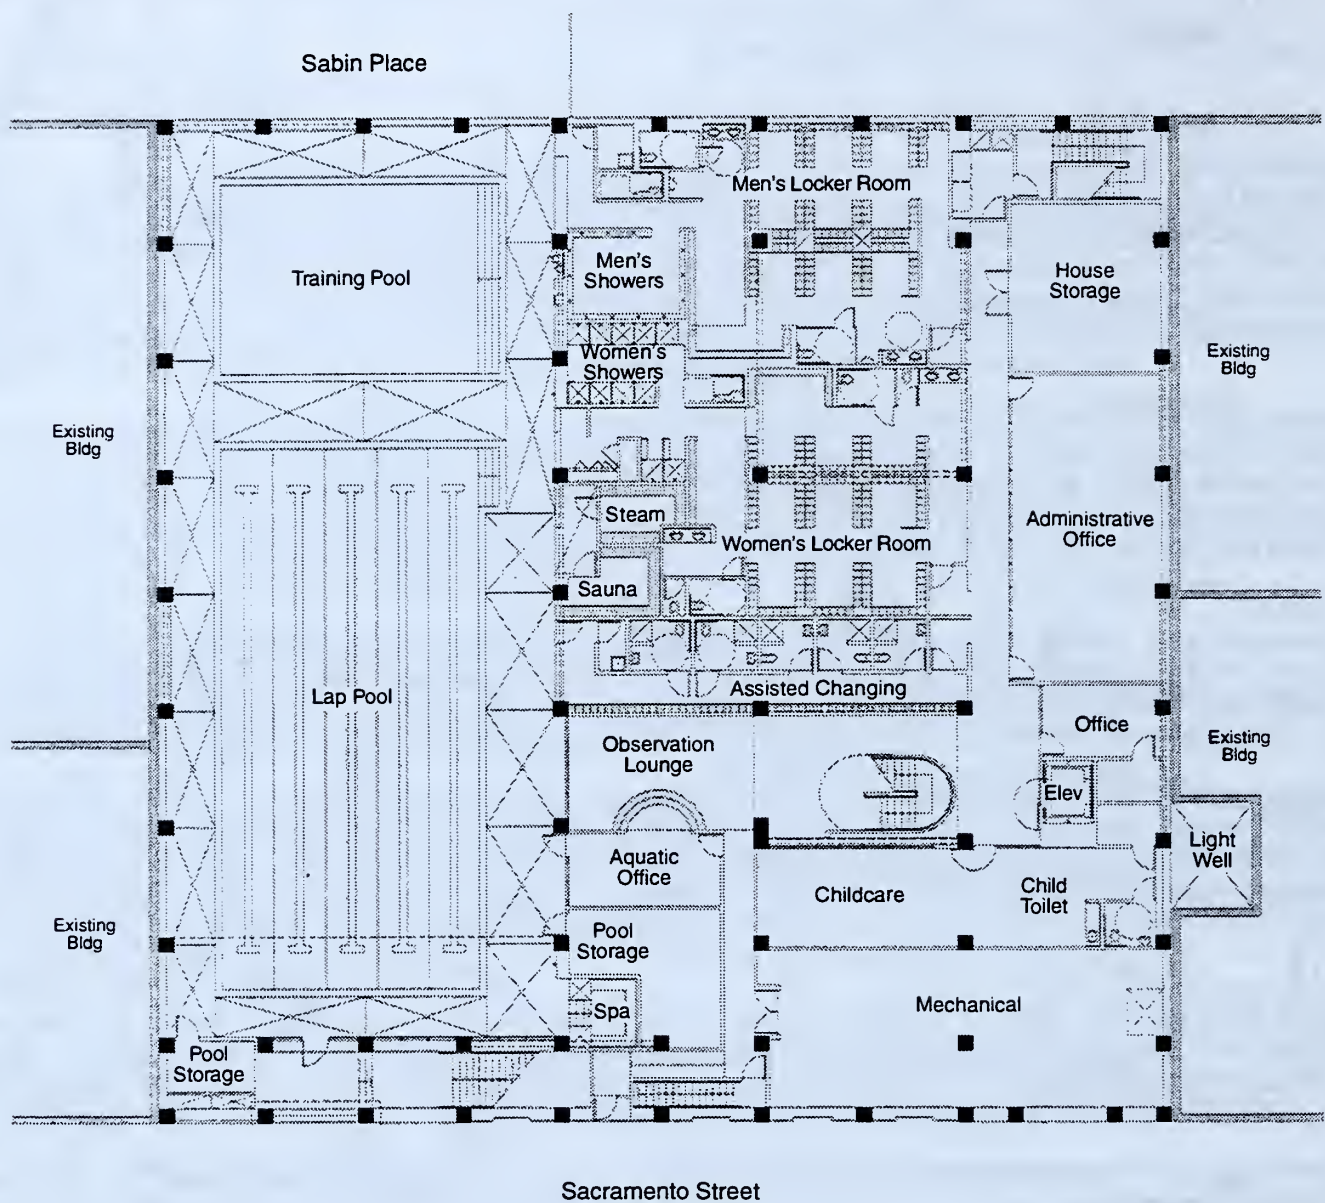 Sabin Place
Men's Locker Room
Training Pool
Men's
Showers
House
Storage
Women's
Showers
Existing
Bldg
Existing
Bldg
Steam
Administrative
Office
Women's Locker Room
Sauna
Lap Pool
Assisted Changing
Observation
Lounge
Office
Existing
Bldg
Elev
Light
Well
Aquatic
Office
Childcare
Child
Toilet
Existing
Bldg
Pool
Storage
Spa
Mechanical
Pool
Storage
Sacramento Street